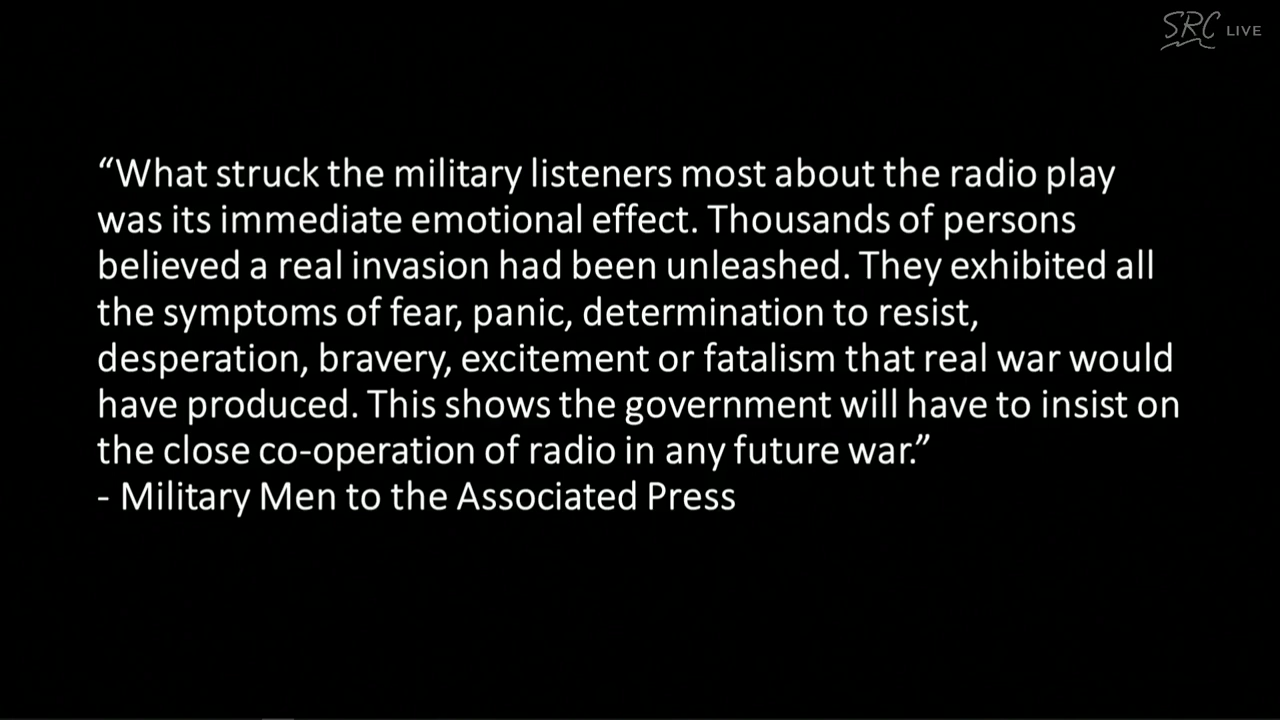 SRC LIVE
“What struck the military listeners most about the radio play
was its immediate emotional effect. Thousands of persons
believed a real invasion had been unleashed. They exhibited all
the symptoms of fear, panic, determination to resist,
desperation, bravery, excitement or fatalism that real war would
have produced. This shows the government will have to insist on
the close co-operation of radio in any future war.”
- Military Men to the Associated Press